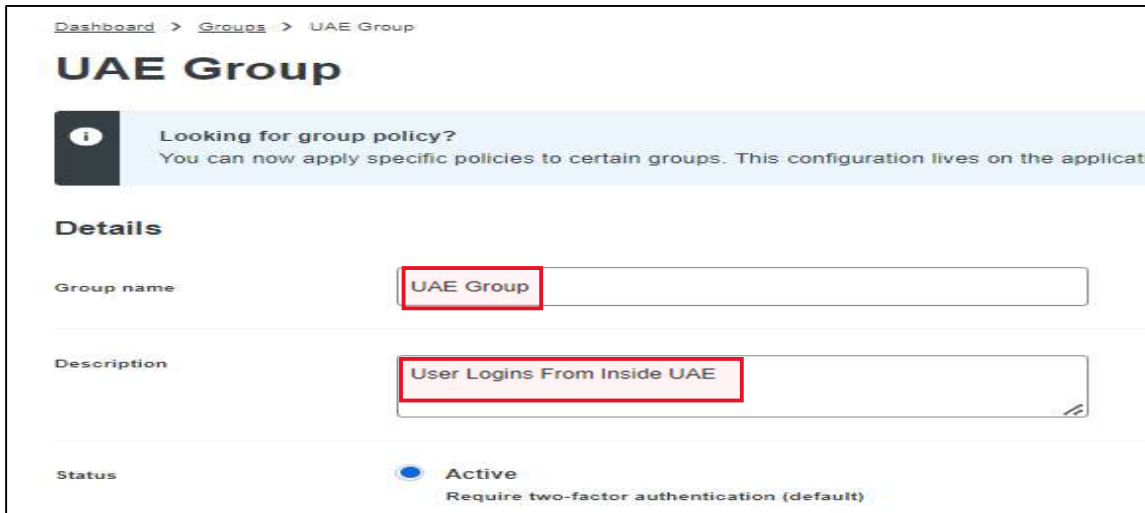 Dashboard > Groups > UAE Group
UAE Group
Looking for group policy?
You can now apply specific policies to certain groups. This configuration lives on the applicat
Details
Group name
UAE Group
Description
User Logins From Inside UAE
Status
Active
Require two-factor authentication (default)